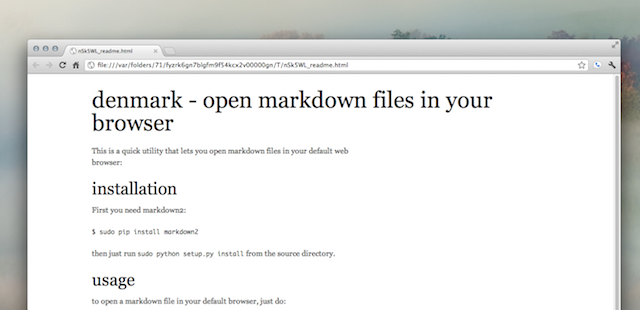 n5k5WL_readme.html
file:///var/folders/71/fyzrk6gn7blgfm9f54kcx2v00000gn/T/n5k5WL_readme.html
denmark - open markdown files in your
browser
This is a quick utility that lets you open markdown files in your default web
browser:
installation
First you need markdown2:
$ sudo pip install markdown2
then just run sudo python setup.py install from the source directory.
usage
to open a markdown file in your default browser, just do: